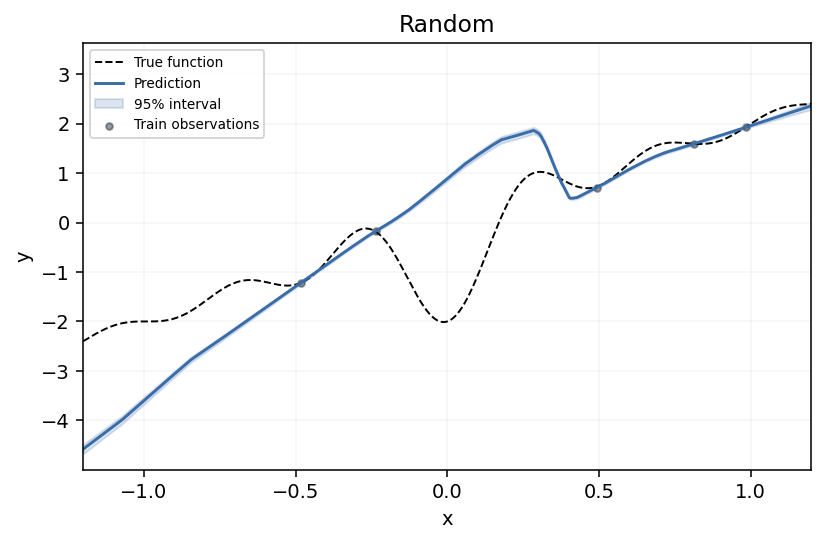 Random
True function
Prediction
95% interval
Train observations
3
2
1
0
−1
−2
−3
−4
y
−1.0 −0.5 0.0 0.5 1.0
x